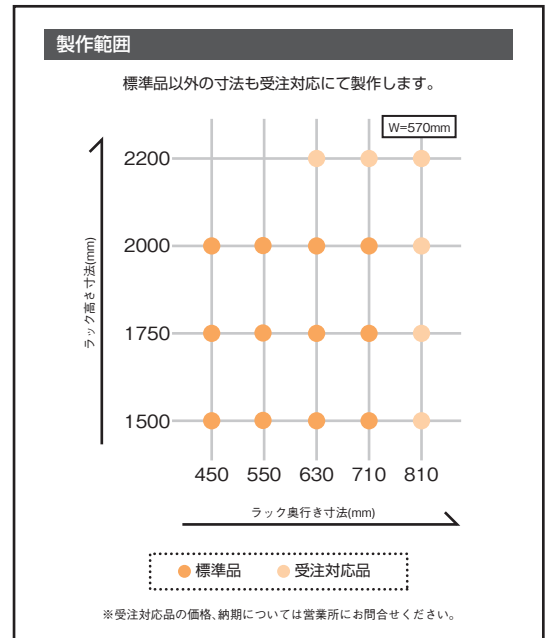 製作範囲
標準品以外の寸法も受注対応にて製作します。
W=570mm
2200
2000
1750
1500
ラック高さ寸法(mm)
450 550 630 710 810
ラック奥行き寸法(mm)
標準品 受注対応品
※受注対応品の価格、納期については営業所にお問合せください。